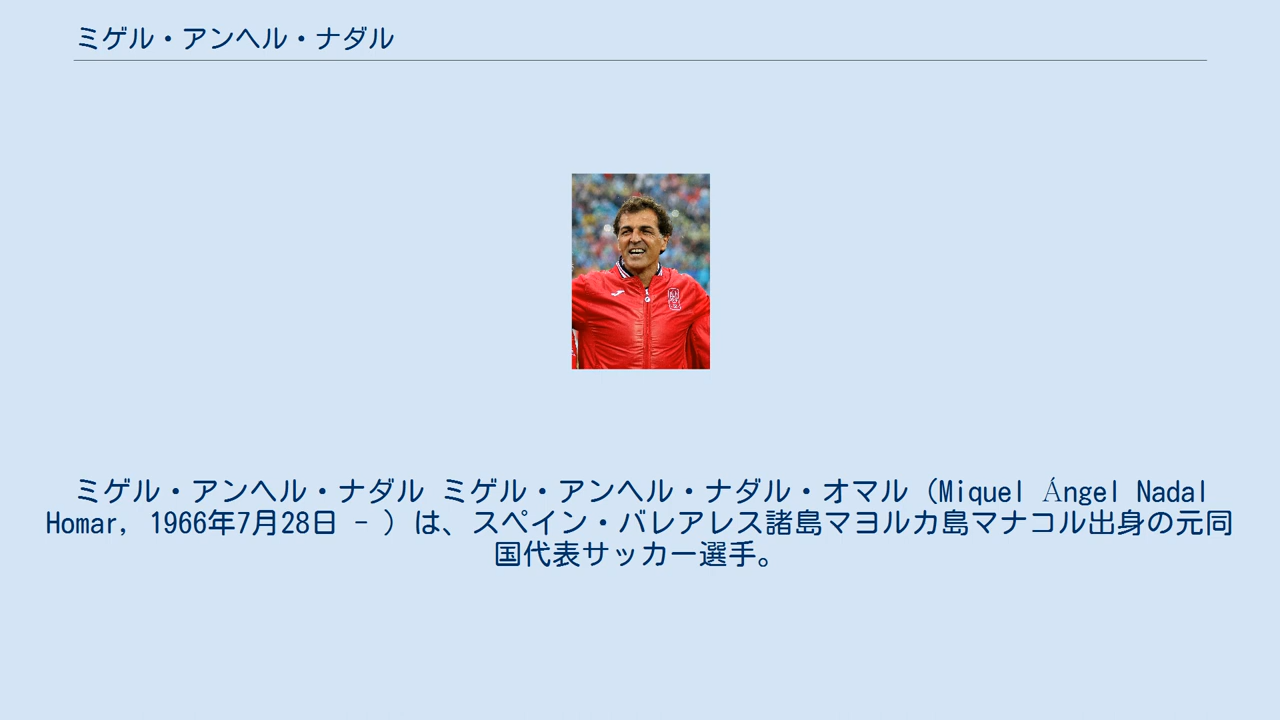 ミゲル・アンヘル・ナダル
ミゲル・アンヘル・ナダル ミゲル・アンヘル・ナダル・オマル（Miquel Ángel Nadal
Homar, 1966年7月28日 - ）は、スペイン・バレアレス諸島マヨルカ島マナコル出身の元同
国代表サッカー選手。